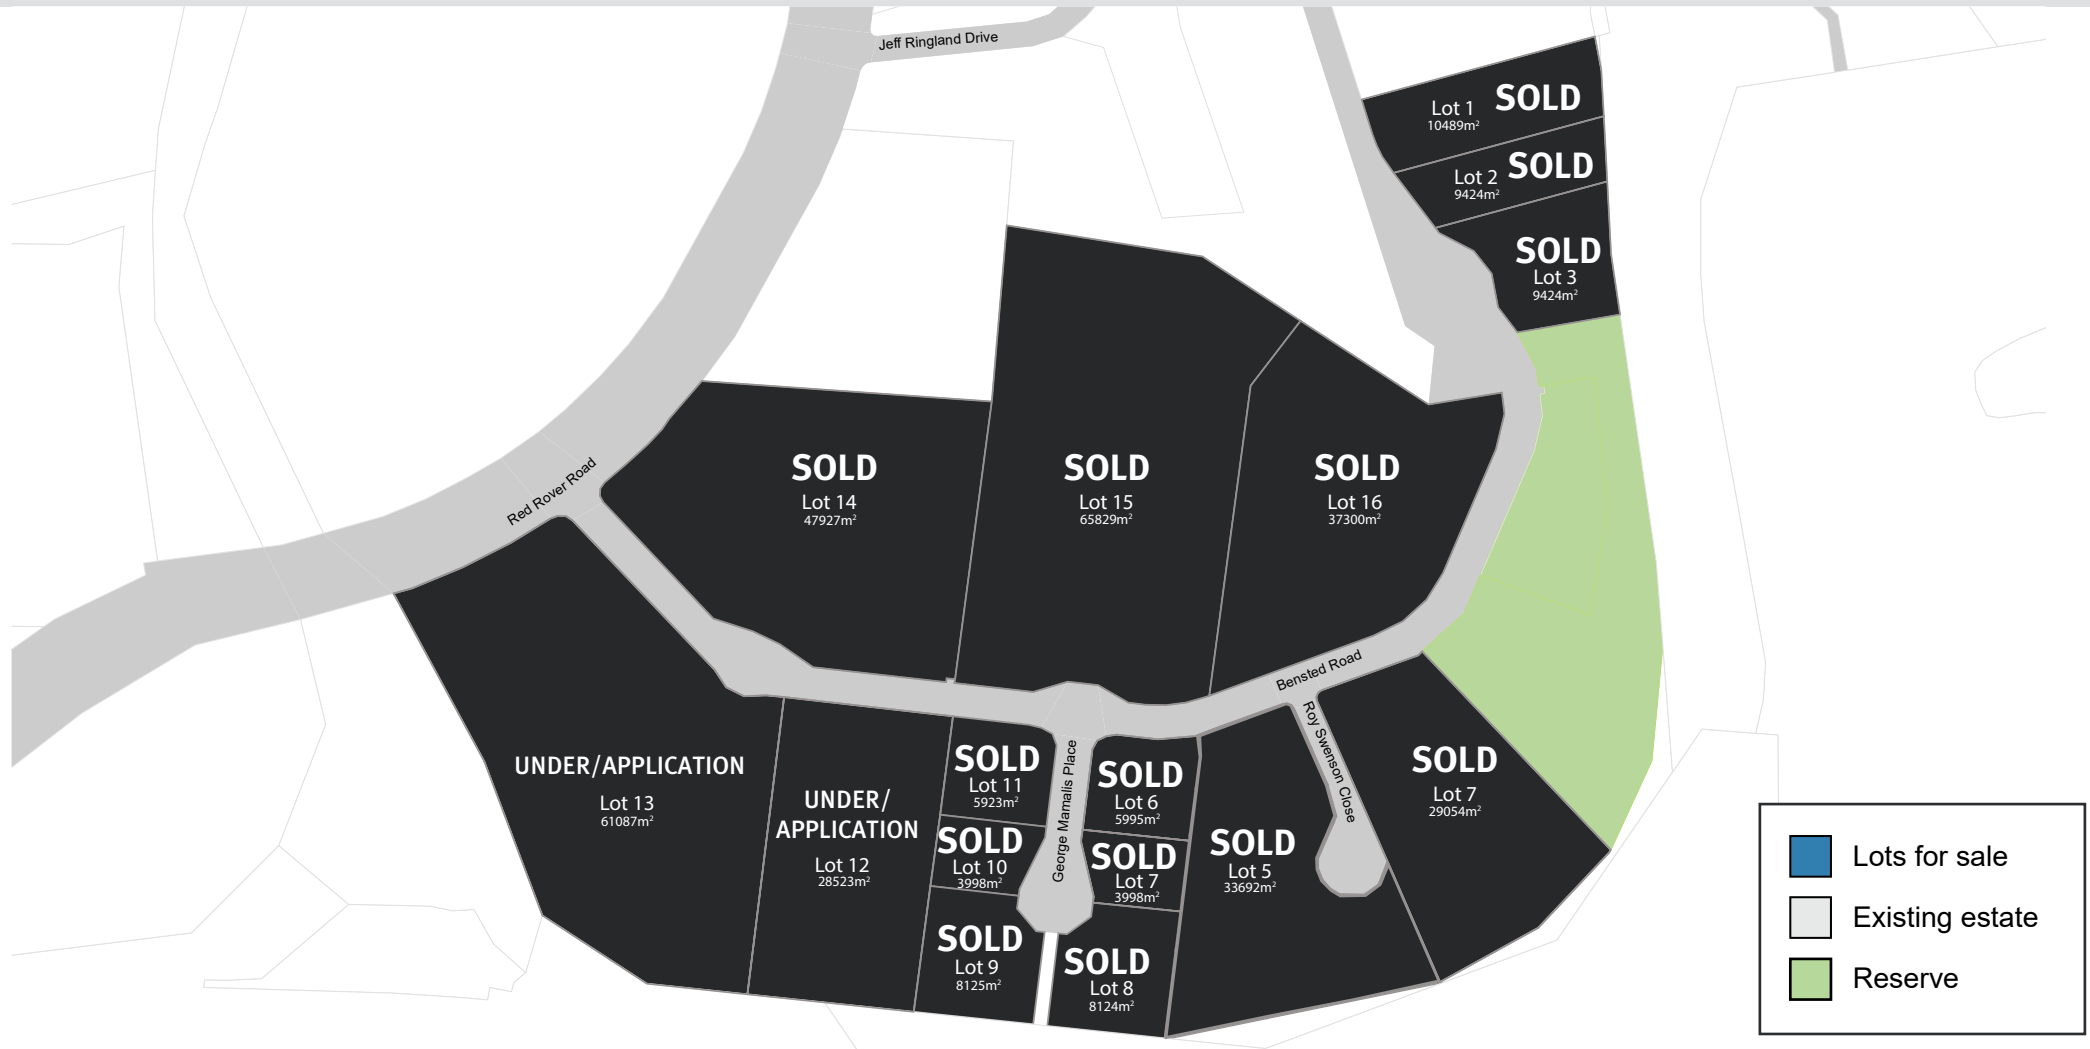 Jeff Ringland Drive
Lot 1 SOLD
10489m²
Lot 2 SOLD
9424m²
SOLD
Lot 3
9424m²
Red Rover Road
SOLD
Lot 14
47927m²
SOLD
Lot 15
65829m²
SOLD
Lot 16
37300m²
Bensted Road
Roy Swenson Close
George Mamalis Place
UNDER/APPLICATION
Lot 13
61087m²
UNDER/
APPLICATION
Lot 12
28523m²
SOLD
Lot 11
5923m²
SOLD
Lot 10
3998m²
SOLD
Lot 9
8125m²
SOLD
Lot 6
5995m²
SOLD
Lot 7
3998m²
SOLD
Lot 8
8124m²
SOLD
Lot 5
33692m²
SOLD
Lot 7
29054m²
Lots for sale
Existing estate
Reserve